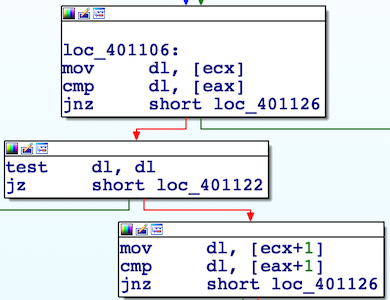 loc_401106:
mov dl, [ecx]
cmp dl, [eax]
jnz short loc_401126
test dl, dl
jz short loc_401122
mov dl, [ecx+1]
cmp dl, [eax+1]
jnz short loc_401126